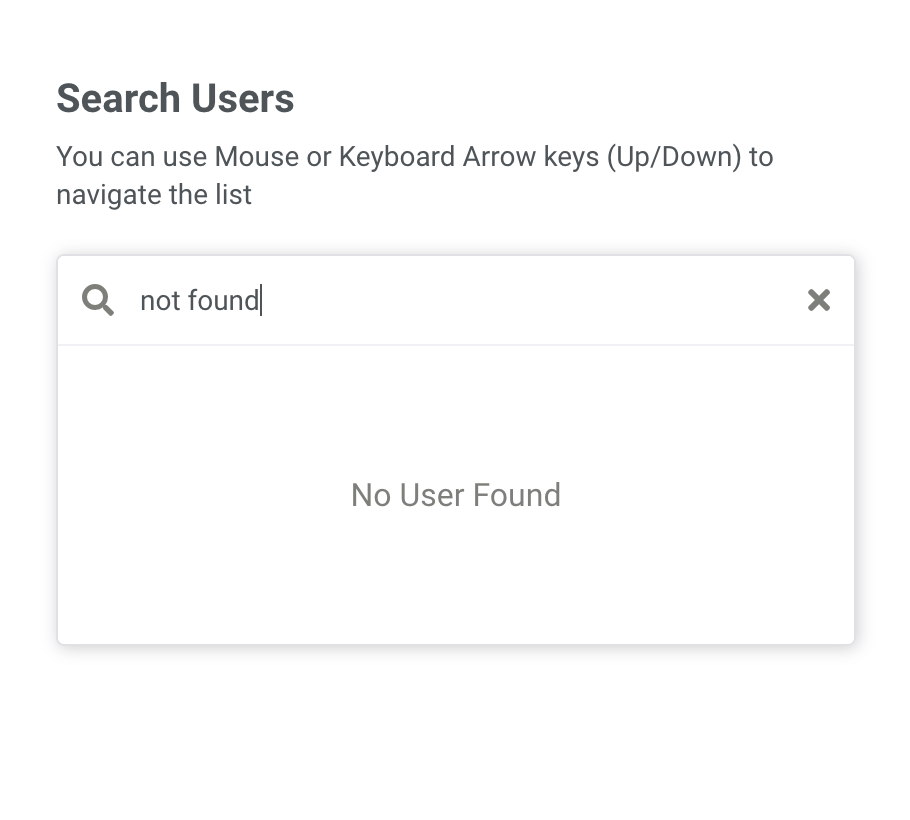 Search Users
You can use Mouse or Keyboard Arrow keys (Up/Down) to
navigate the list
not found
No User Found